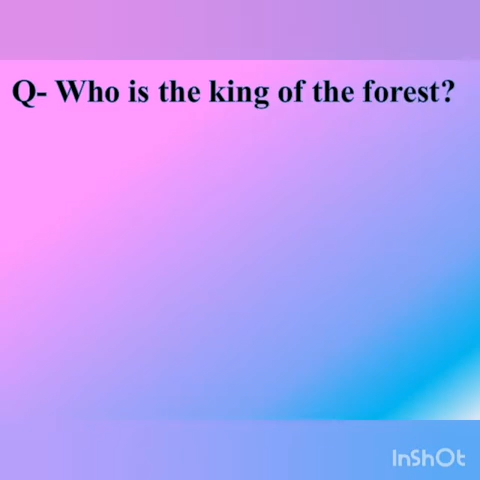 Q- Who is the king of the forest?
InShOt